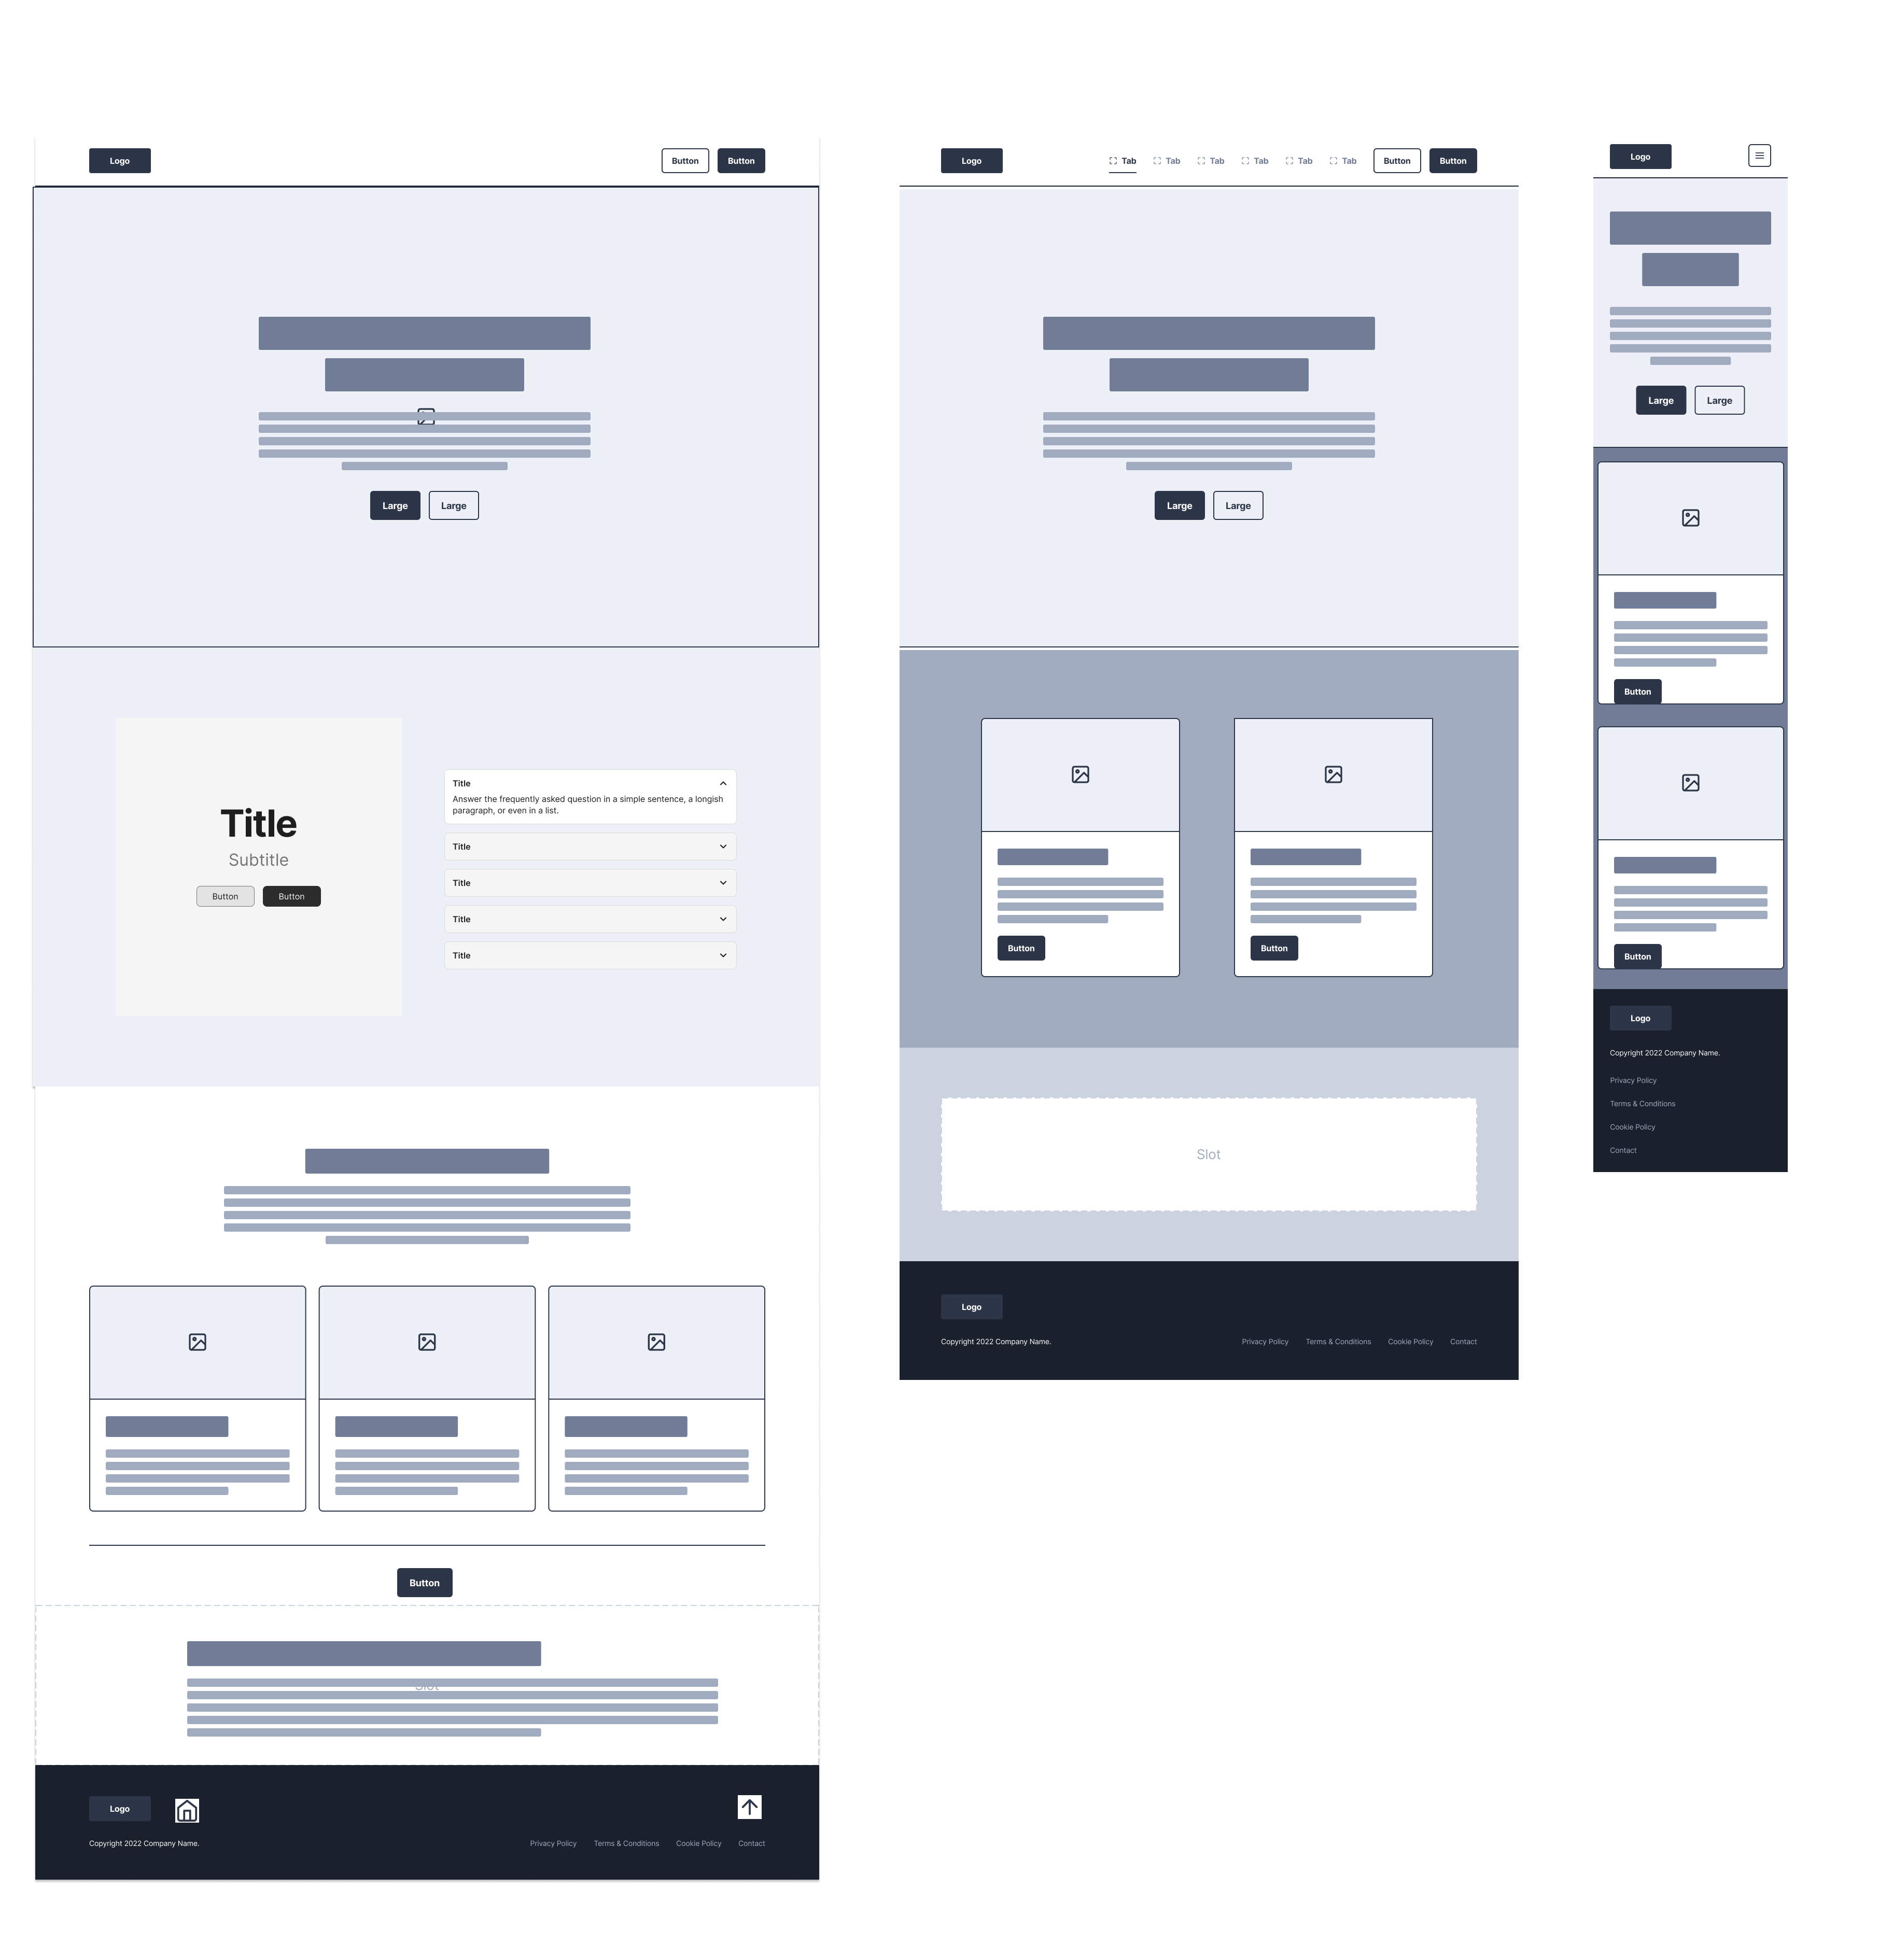 Logo
Button
Button
Large
Large
Title
Subtitle
Button
Button
Title
Answer the frequently asked question in a simple sentence, a longish
paragraph, or even in a list.
Title
Title
Title
Title
Button
Slot
Logo
Copyright 2022 Company Name.
Privacy Policy
Terms & Conditions
Cookie Policy
Contact
Logo
Tab
Tab
Tab
Tab
Tab
Tab
Button
Button
Large
Large
Button
Button
Slot
Logo
Copyright 2022 Company Name.
Privacy Policy
Terms & Conditions
Cookie Policy
Contact
Logo
Large
Large
Button
Button
Logo
Copyright 2022 Company Name.
Privacy Policy
Terms & Conditions
Cookie Policy
Contact